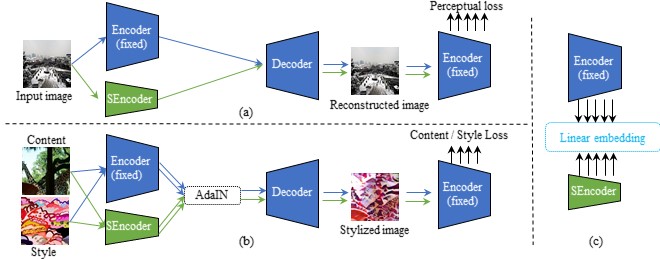 Perceptual loss
Encoder
(fixed)
Decoder
Encoder
(fixed)
SEncoder
Input image
Reconstructed image
(a)
Content
Content / Style Loss
Encoder
(fixed)
AdaIN
Decoder
Encoder
(fixed)
SEncoder
Style
(b)
Stylized image
Encoder
(fixed)
Linear embedding
SEncoder
(c)